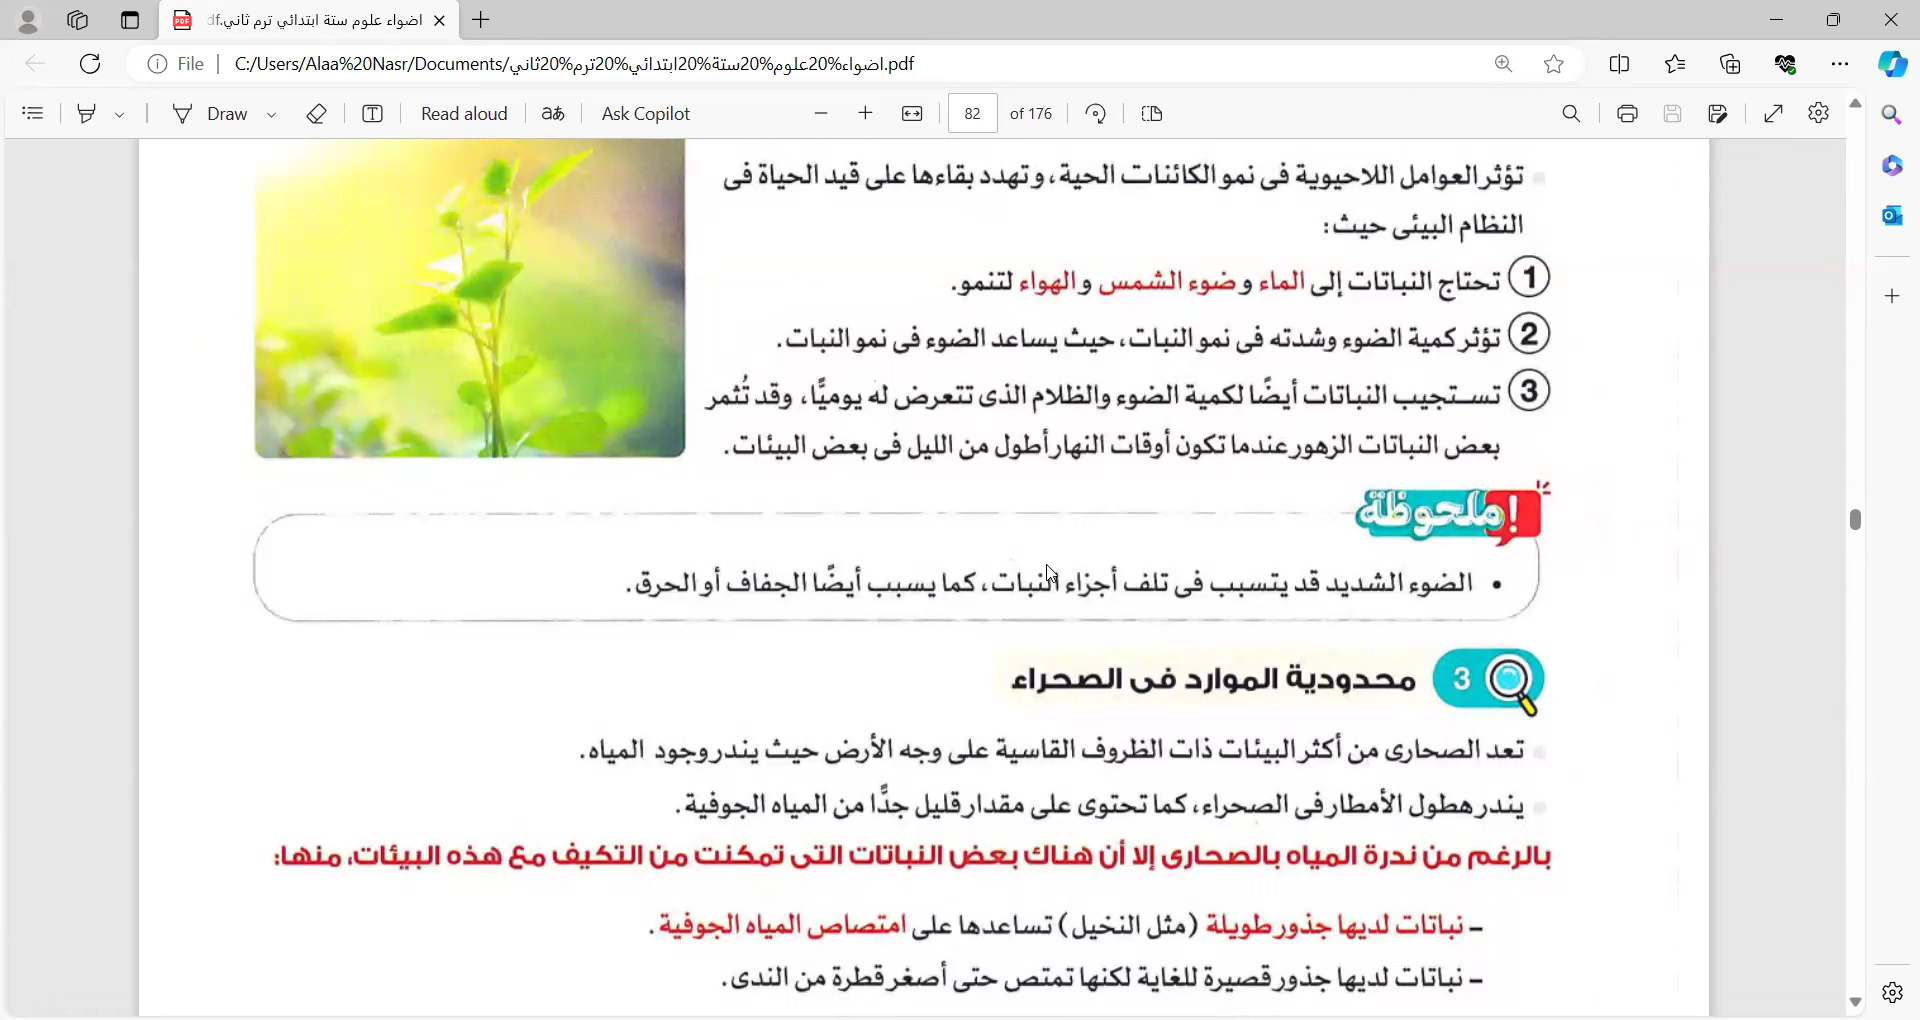 اضواء علوم ستة ابتدائي ترم ثاني.df
File
C:/Users/Alaa%20Nasr/Documents/اضواء%20علوم%20ستة%20ابتدائي%20ترم%20ثاني.pdf
Draw
Read aloud
Ask Copilot
82
of 176
تؤثر العوامل اللاحيوية فى نمو الكائنات الحية، وتهدد بقاءها على قيد الحياة فى
النظام البيئى حيث:
1 تحتاج النباتات إلى الماء وضوء الشمس والهواء لتنمو.
2 تؤثر كمية الضوء وشدته فى نمو النبات، حيث يساعد الضوء فى نمو النبات.
3 تستجيب النباتات أيضًا لكمية الضوء والظلام الذى تتعرض له يوميًّا، وقد تُثمر
بعض النباتات الزهور عندما تكون أوقات النهار أطول من الليل فى بعض البيئات.
ملحوظة!
• الضوء الشديد قد يتسبب فى تلف أجزاء النبات، كما يسبب أيضًا الجفاف أو الحرق.
3 محدودية الموارد فى الصحراء
تعد الصحارى من أكثر البيئات ذات الظروف القاسية على وجه الأرض حيث يندر وجود المياه.
يندر هطول الأمطار فى الصحراء، كما تحتوى على مقدار قليل جدًّا من المياه الجوفية.
بالرغم من ندرة المياه بالصحارى إلا أن هناك بعض النباتات التى تمكنت من التكيف مع هذه البيئات، منها:
- نباتات لديها جذور طويلة (مثل النخيل) تساعدها على امتصاص المياه الجوفية.
- نباتات لديها جذور قصيرة للغاية لكنها تمتص حتى أصغر قطرة من الندى.